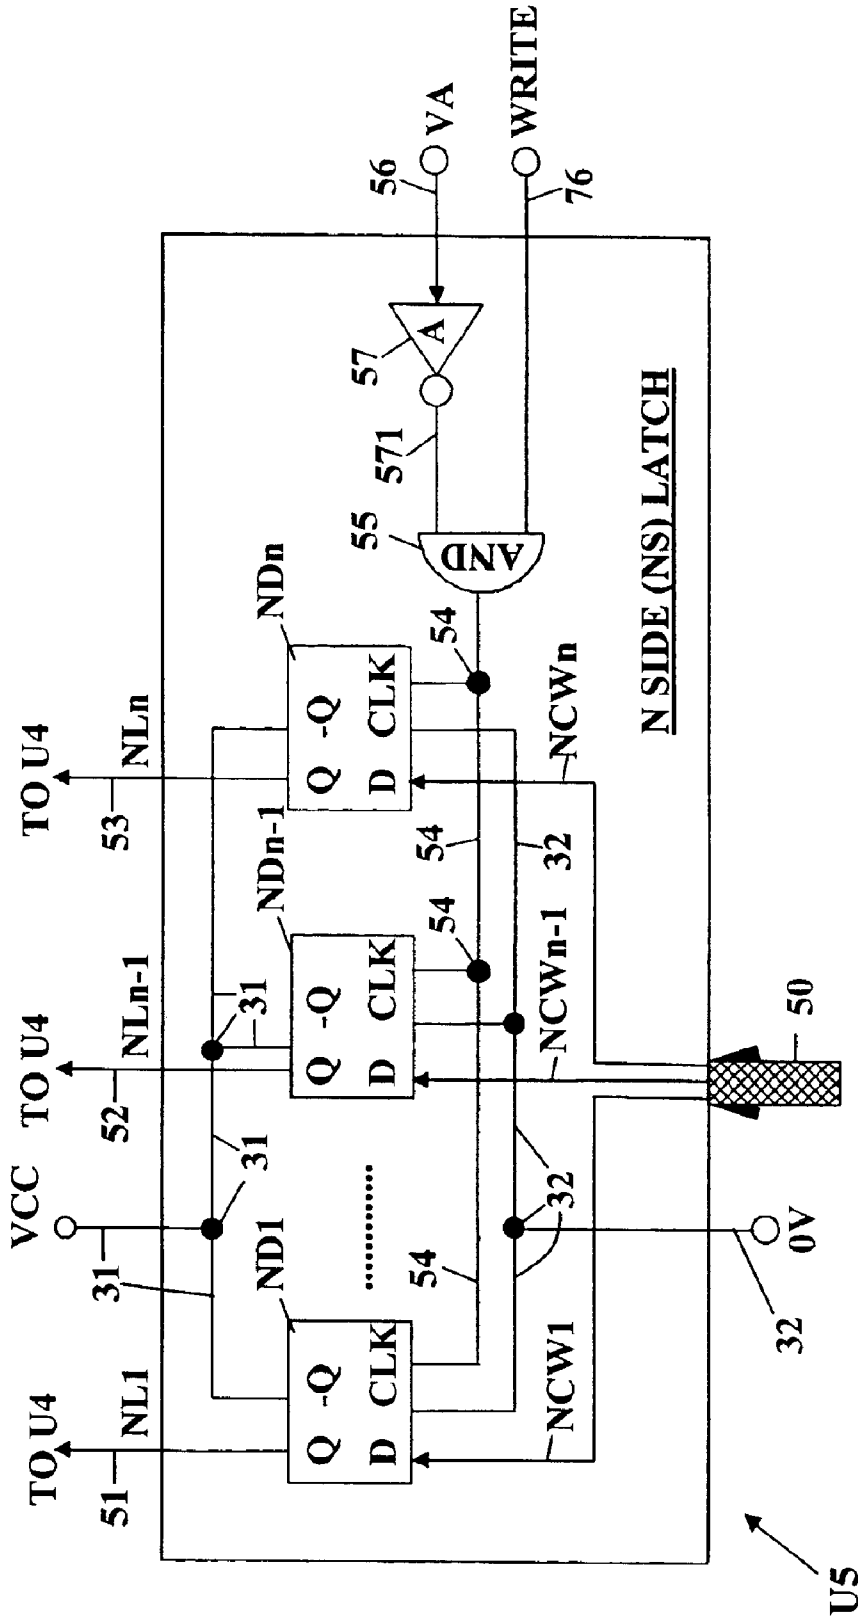 TO U4
TO U4
TO U4
VCC
51
NL1
31
52
NLn-1
53
NLn
31
31
ND1
NDn-1
NDn
Q -Q
D CLK
Q -Q
D CLK
Q -Q
D CLK
..........
54
54
54
54
55
AND
571
57
A
56
VA
76
WRITE
32
32
NCW1
NCWn-1
NCWn
32
0V
50
N SIDE (NS) LATCH
U5